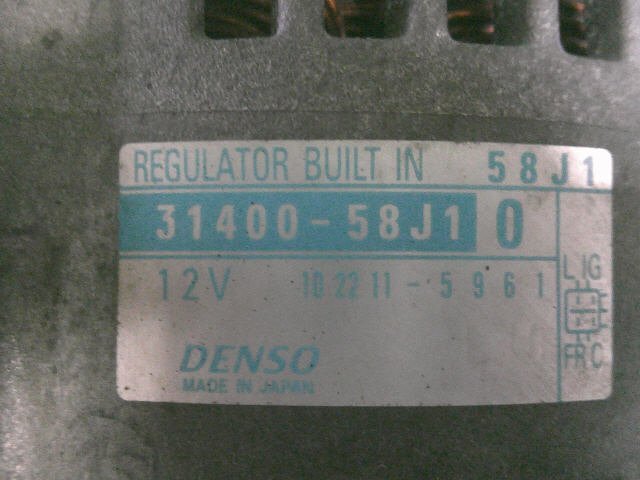 REGULATOR BUILT IN 58J1
31400-58J1 0
12V 102211-5961
L IG
FR C
DENSO
MADE IN JAPAN